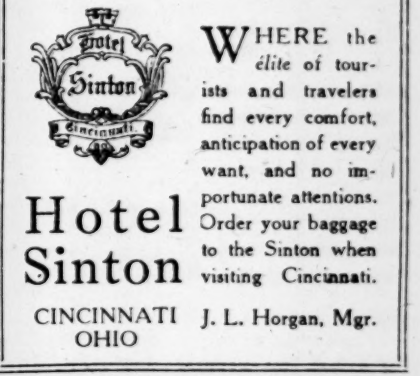 Hotel
Sinton
Cincinnati.
Hotel
Sinton
CINCINNATI
OHIO
WHERE the
élite of tour-
ists and travelers
find every comfort,
anticipation of every
want, and no im-
portunate attentions.
Order your baggage
to the Sinton when
visiting Cincinnati.
J. L. Horgan, Mgr.